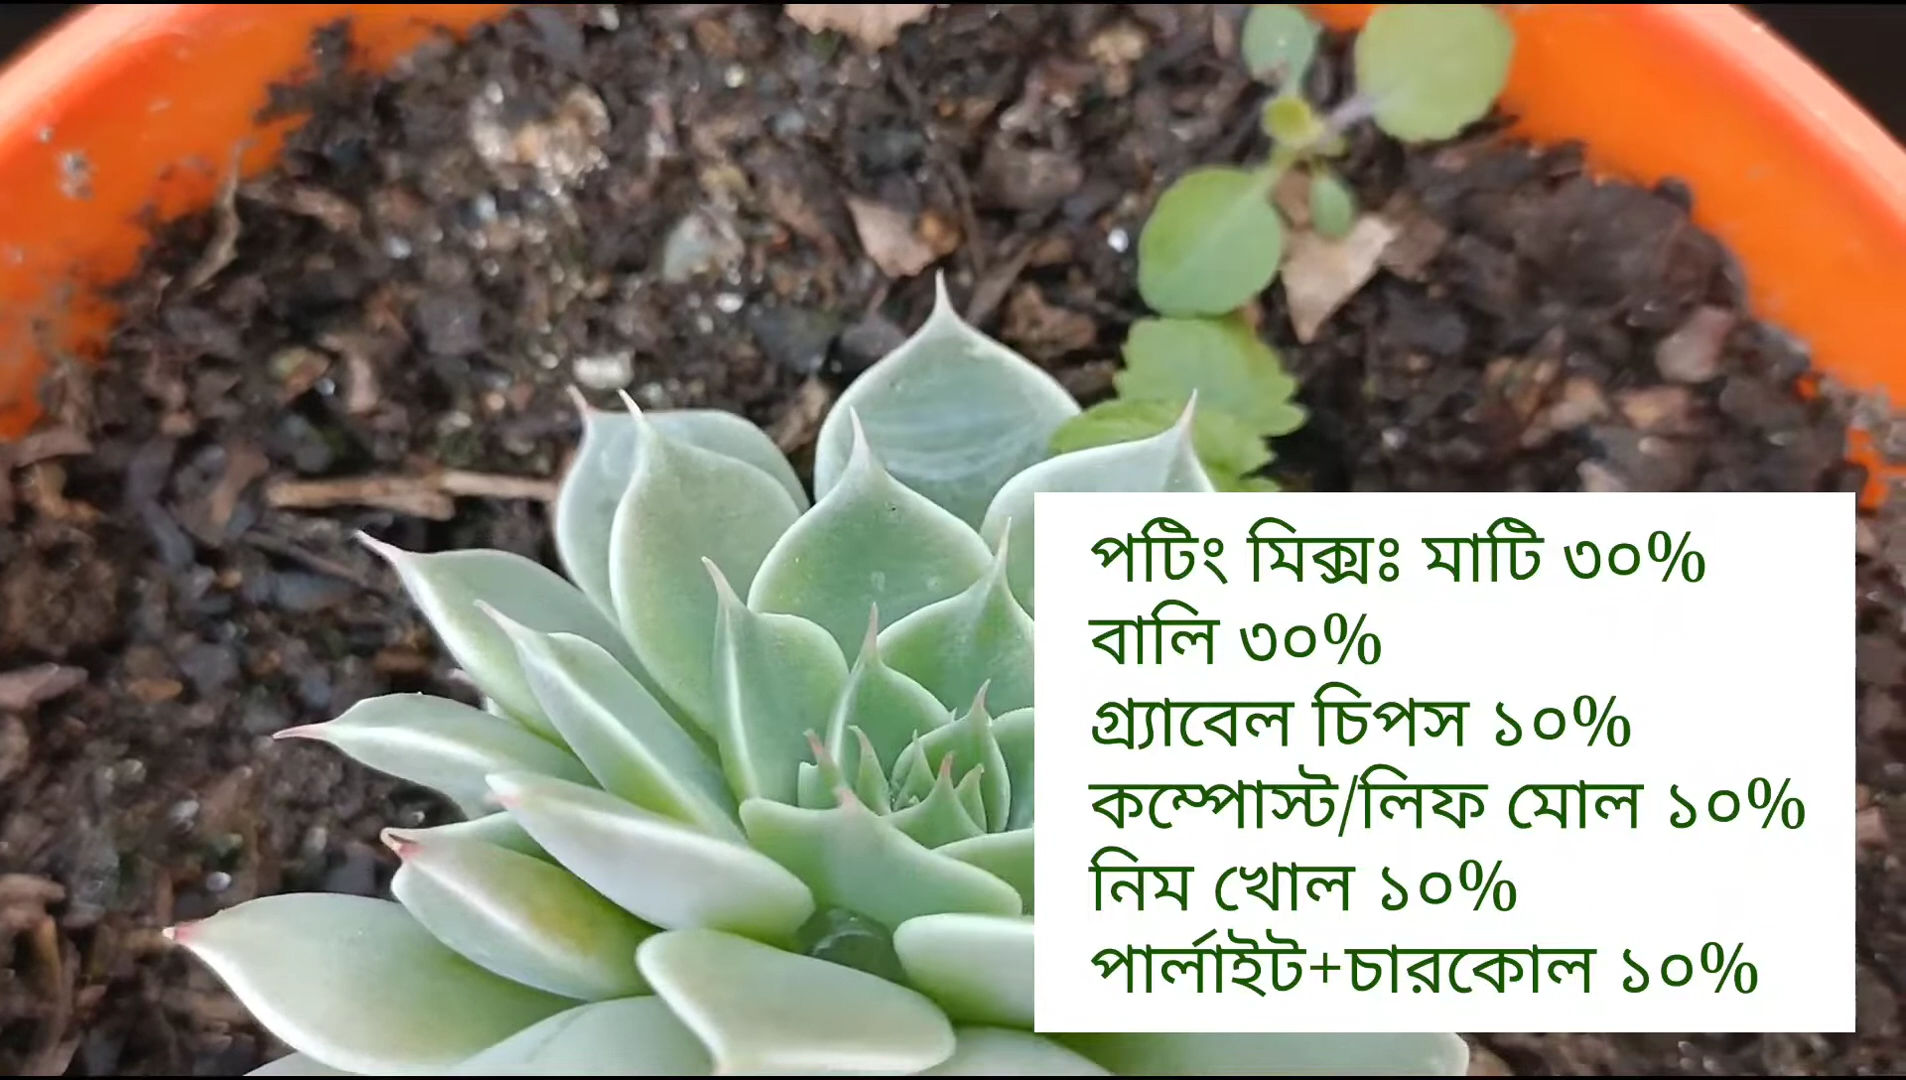 পটিং মিক্সঃ মাটি ৩০%
বালি ৩০%
গ্র্যাবেল চিপস ১০%
কম্পোস্ট/লিফ মোল ১০%
নিম খোল ১০%
পার্লাইট+চারকোল ১০%